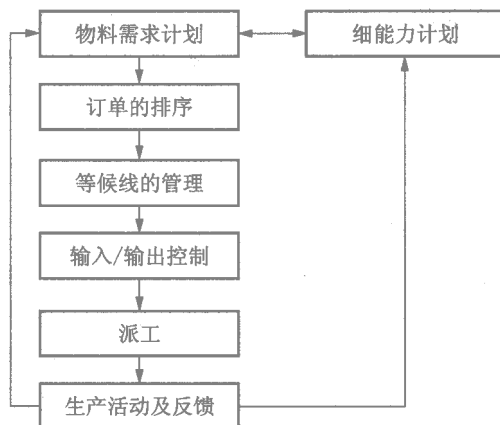 物料需求计划
细能力计划
订单的排序
等候线的管理
输入/输出控制
派工
生产活动及反馈